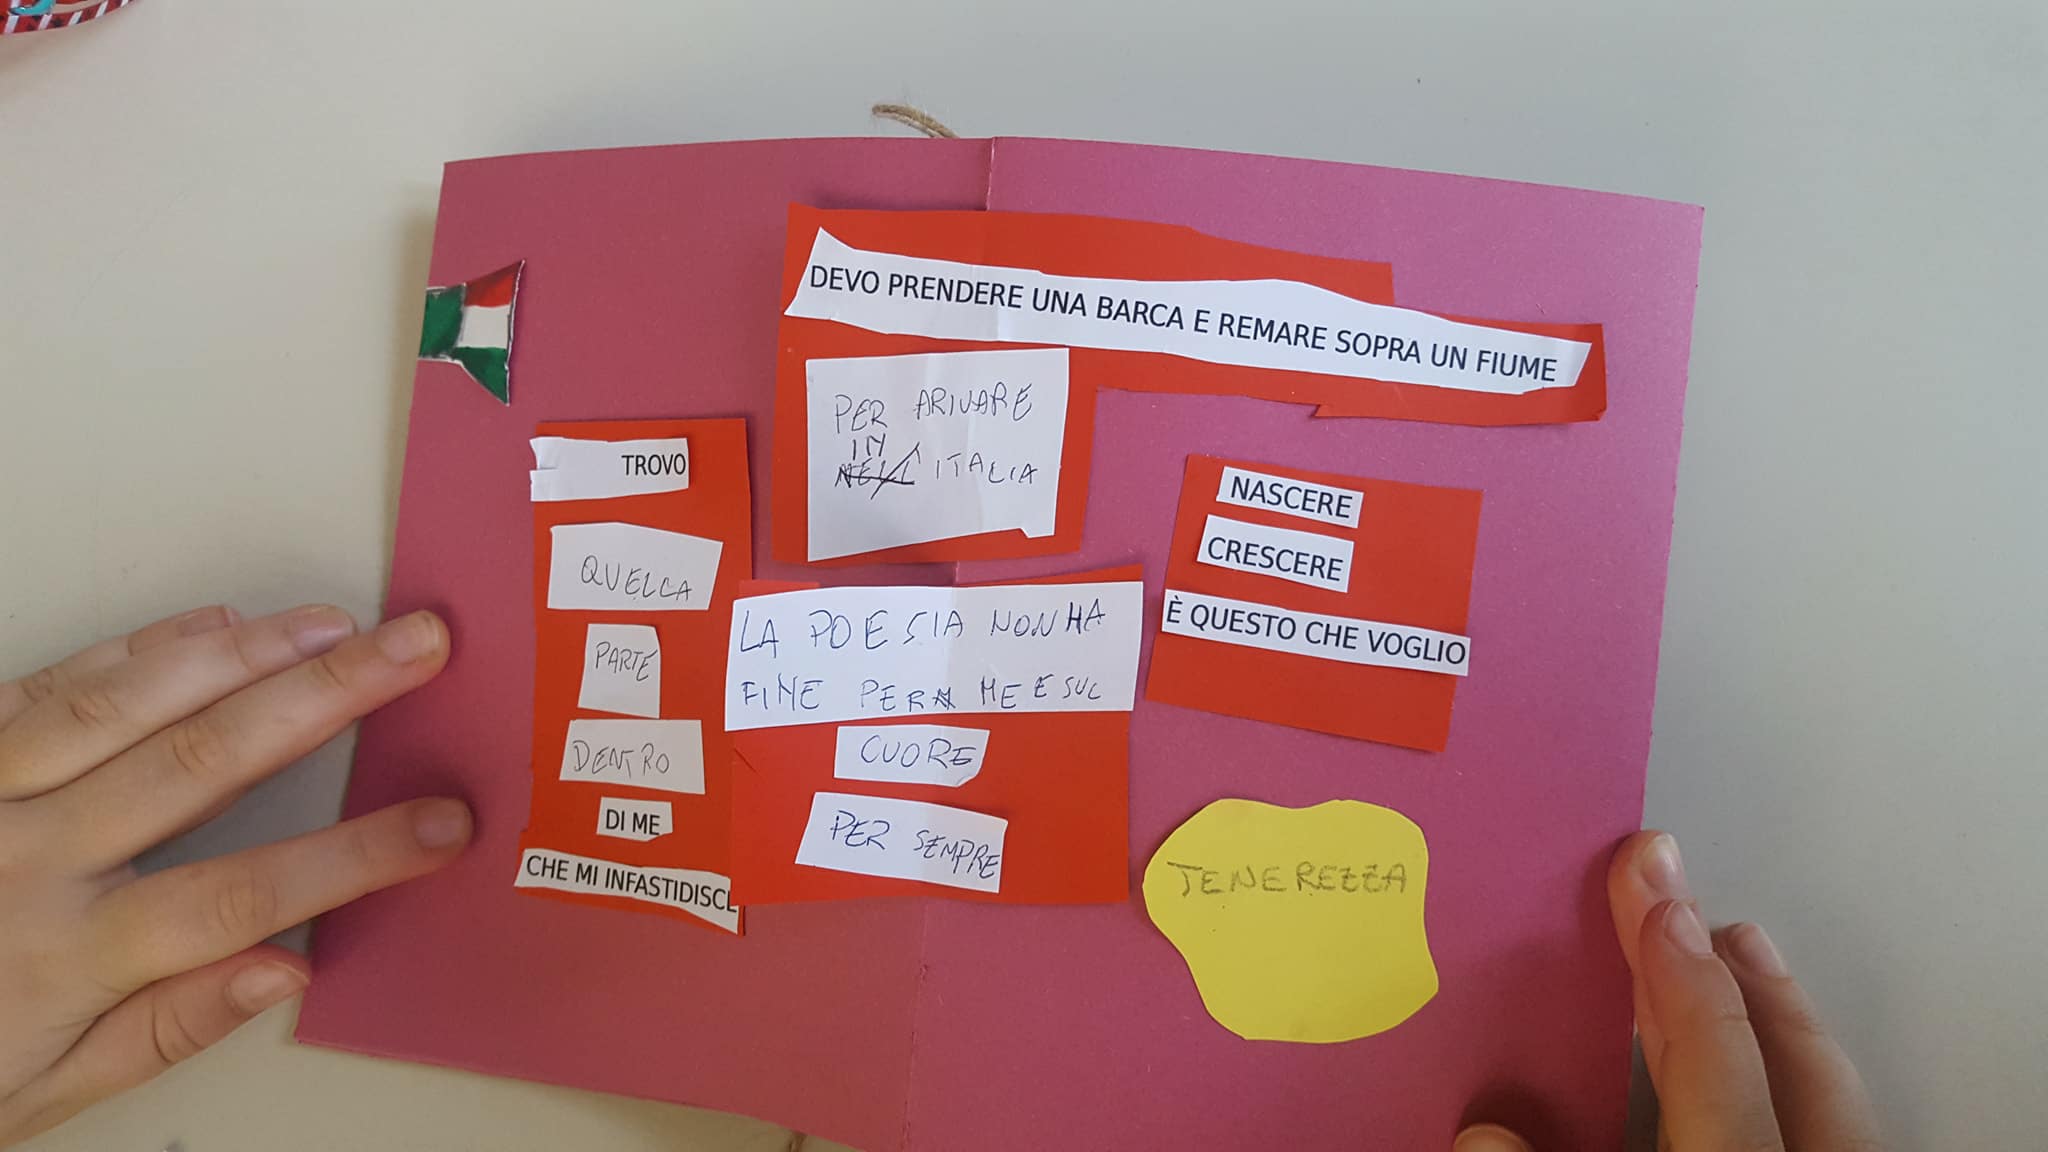 DEVO PRENDERE UNA BARCA E REMARE SOPRA UN FIUME
PER ARIVARE
IN
NELL ITALIA
TROVO
QUELLA
PARTE
DENTRO
DI ME
CHE MI INFASTIDISCE
LA POESIA NON HA
FINE PER ME E SUL
CUORE
PER SEMPRE
NASCERE
CRESCERE
È QUESTO CHE VOGLIO
TENEREZZA